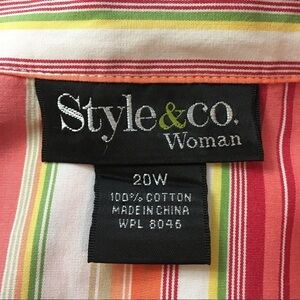 Style&co.
Woman
20W
100% COTTON
MADE IN CHINA
WPL 8046